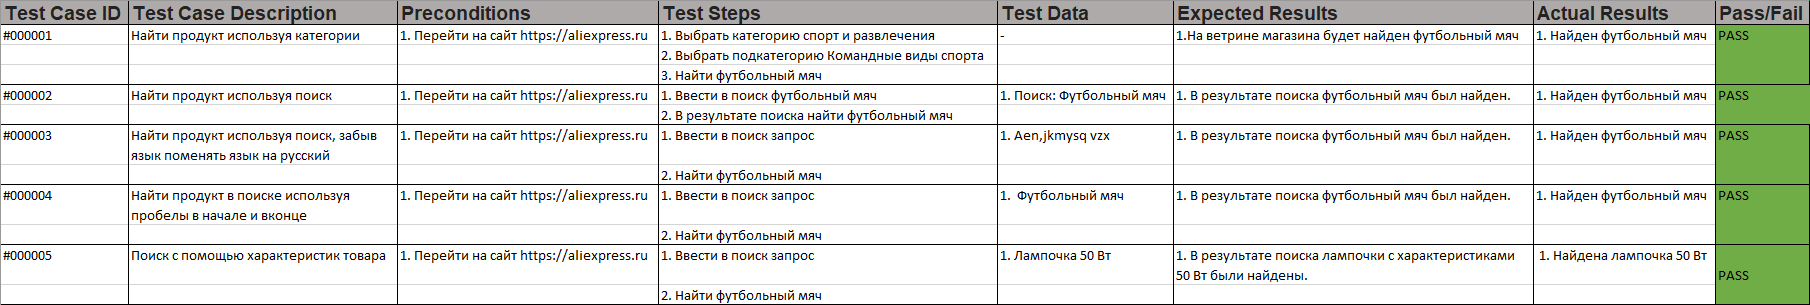 Test Case ID Test Case Description Preconditions Test Steps Test Data Expected Results Actual Results Pass/Fail
#000001 Найти продукт используя категории 1. Перейти на сайт https://aliexpress.ru 1. Выбрать категорию спорт и развлечения - 1.На ветрине магазина будет найден футбольный мяч 1. Найден футбольный мяч PASS
2. Выбрать подкатегорию Командные виды спорта
3. Найти футбольный мяч
#000002 Найти продукт используя поиск 1. Перейти на сайт https://aliexpress.ru 1. Ввести в поиск футбольный мяч 1. Поиск: Футбольный мяч 1. В результате поиска футбольный мяч был найден. 1. Найден футбольный мяч PASS
2. В результате поиска найти футбольный мяч
#000003 Найти продукт используя поиск, забыв 1. Перейти на сайт https://aliexpress.ru 1. Ввести в поиск запрос 1. Aen,jkmysq vzx 1. В результате поиска футбольный мяч был найден. 1. Найден футбольный мяч PASS
язык поменять язык на русский
2. Найти футбольный мяч
#000004 Найти продукт в поиске используя 1. Перейти на сайт https://aliexpress.ru 1. Ввести в поиск запрос 1.  Футбольный мяч 1. В результате поиска футбольный мяч был найден. 1. Найден футбольный мяч PASS
пробелы в начале и вконце
2. Найти футбольный мяч
#000005 Поиск с помощью характеристик товара 1. Перейти на сайт https://aliexpress.ru 1. Ввести в поиск запрос 1. Лампочка 50 Вт 1. В результате поиска лампочки с характеристиками 1. Найдена лампочка 50 Вт
50 Вт были найдены. PASS
2. Найти футбольный мяч